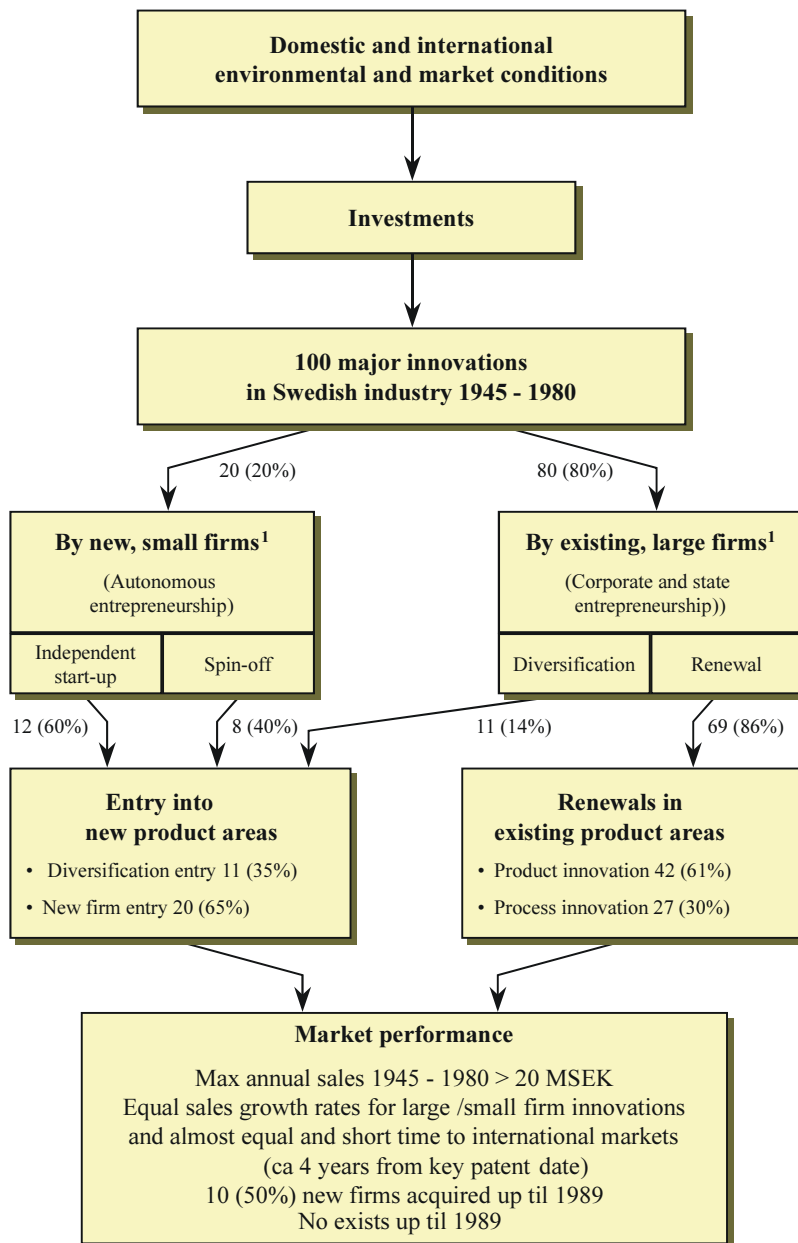 Domestic and international
environmental and market conditions
Investments
100 major innovations
in Swedish industry 1945 - 1980
20 (20%)
80 (80%)
By new, small firms¹
(Autonomous
entrepreneurship)
Independent
start-up
Spin-off
By existing, large firms¹
(Corporate and state
entrepreneurship))
Diversification
Renewal
12 (60%)
8 (40%)
11 (14%)
69 (86%)
Entry into
new product areas
• Diversification entry 11 (35%)
• New firm entry 20 (65%)
Renewals in
existing product areas
• Product innovation 42 (61%)
• Process innovation 27 (30%)
Market performance
Max annual sales 1945 - 1980 > 20 MSEK
Equal sales growth rates for large /small firm innovations
and almost equal and short time to international markets
(ca 4 years from key patent date)
10 (50%) new firms acquired up til 1989
No exists up til 1989